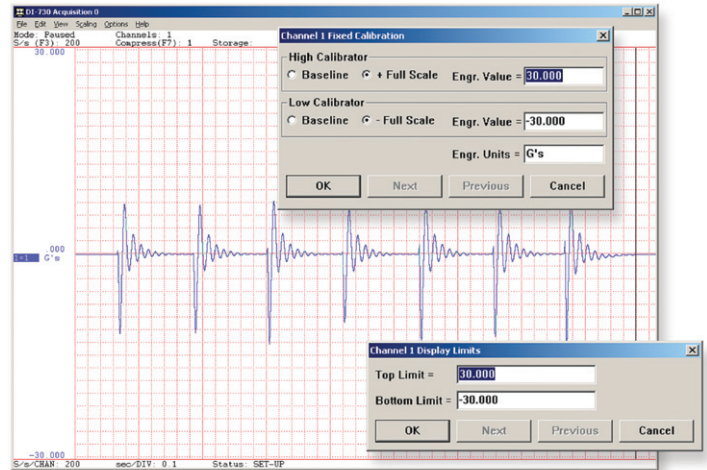 DI-730 Acquisition 0
File Edit View Scaling Options Help
Mode: Paused Channels: 1
S/s (F3): 200 Compress(F7): 1 Storage:
30.000
Channel 1 Fixed Calibration
High Calibrator
Baseline + Full Scale Engr. Value = 30.000
Low Calibrator
Baseline - Full Scale Engr. Value = -30.000
Engr. Units = G's
OK Next Previous Cancel
.000
G's
Channel 1 Display Limits
Top Limit = 30.000
Bottom Limit = -30.000
OK Next Previous Cancel
-30.000
S/s/CHAN: 200 sec/DIV: 0.1 Status: SET-UP